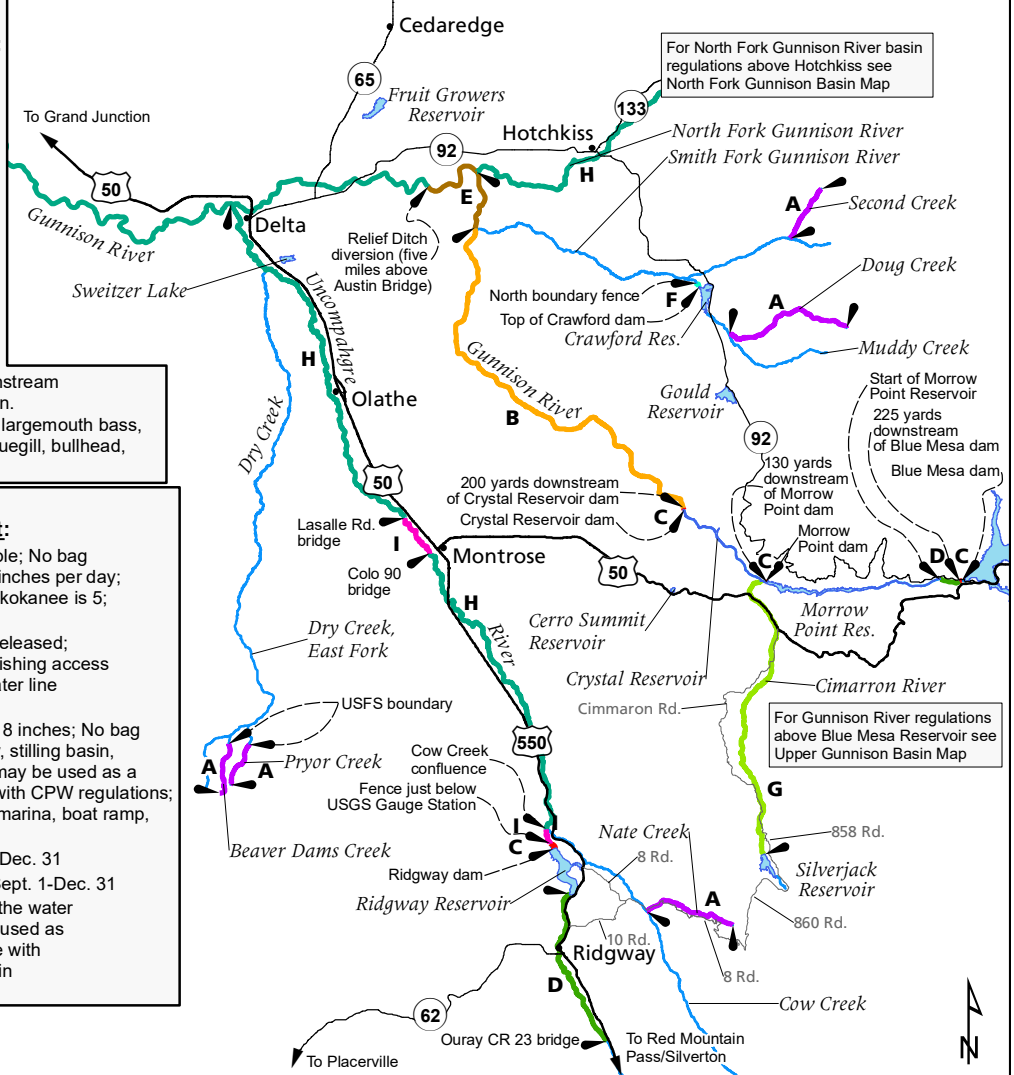 Cedaredge
65
Fruit Growers
Reservoir
For North Fork Gunnison River basin
regulations above Hotchkiss see
North Fork Gunnison Basin Map
133
To Grand Junction
50
Hotchkiss
92
North Fork Gunnison River
Smith Fork Gunnison River
H
E
A
Second Creek
Gunnison River
Delta
Relief Ditch
diversion (five
miles above
Austin Bridge)
Sweitzer Lake
Uncompahgre
Doug Creek
A
North boundary fence
F
Top of Crawford dam
Crawford Res.
Muddy Creek
H
Gunnison River
B
Olathe
Dry Creek
Gould
Reservoir
92
Start of Morrow
Point Reservoir
225 yards
downstream
of Blue Mesa dam
Blue Mesa dam
nstream
n.
largemouth bass,
uegill, bullhead,
50
200 yards downstream
of Crystal Reservoir dam
Crystal Reservoir dam
C
130 yards
downstream
of Morrow
Point dam
Morrow
Point dam
C
D
C
t:
ble; No bag
inches per day;
kokanee is 5;
eleased;
ishing access
ater line
8 inches; No bag
, stilling basin,
may be used as a
with CPW regulations;
marina, boat ramp,
Dec. 31
Sept. 1-Dec. 31
the water
used as
e with
in
Lasalle Rd.
bridge
I
Colo 90
bridge
Montrose
50
H
River
Cerro Summit
Reservoir
Morrow
Point Res.
Dry Creek,
East Fork
Crystal Reservoir
Cimmaron Rd.
Cimarron River
For Gunnison River regulations
above Blue Mesa Reservoir see
Upper Gunnison Basin Map
USFS boundary
A
A
Pryor Creek
Beaver Dams Creek
550
Cow Creek
confluence
Fence just below
USGS Gauge Station
I
C
Ridgway dam
Ridgway Reservoir
Nate Creek
8 Rd.
A
G
858 Rd.
Silverjack
Reservoir
860 Rd.
10 Rd.
8 Rd.
Ridgway
D
62
Cow Creek
Ouray CR 23 bridge
To Red Mountain
Pass/Silverton
To Placerville
N